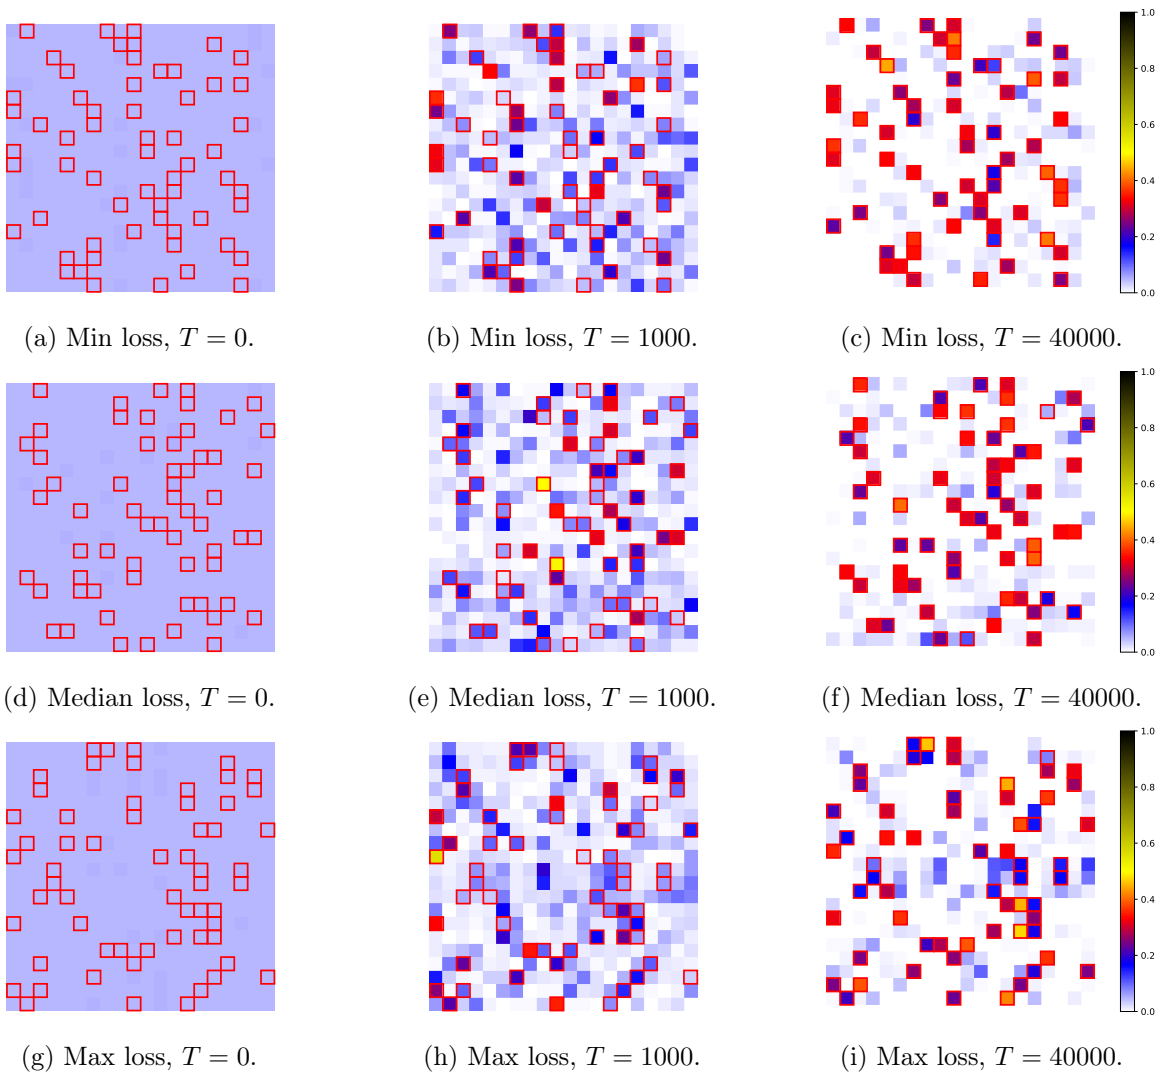 1.0
0.8
0.6
0.4
0.2
0.0
(a) Min loss, T = 0.
(b) Min loss, T = 1000.
(c) Min loss, T = 40000.
1.0
0.8
0.6
0.4
0.2
0.0
(d) Median loss, T = 0.
(e) Median loss, T = 1000.
(f) Median loss, T = 40000.
1.0
0.8
0.6
0.4
0.2
0.0
(g) Max loss, T = 0.
(h) Max loss, T = 1000.
(i) Max loss, T = 40000.